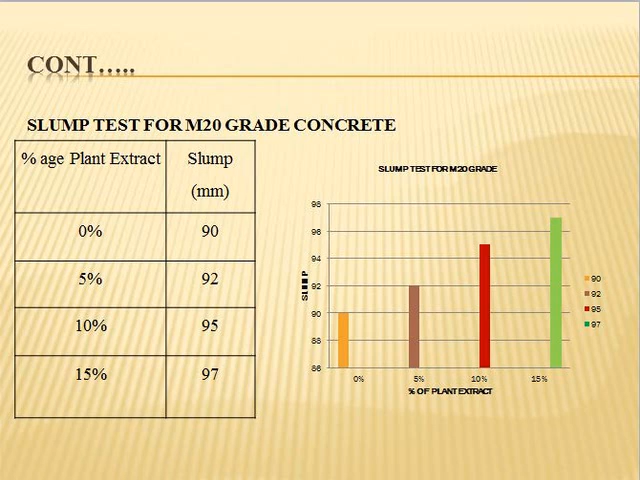 CONT…..
SLUMP TEST FOR M20 GRADE CONCRETE
% age Plant Extract Slump
(mm)
0% 90
5% 92
10% 95
15% 97
SLUMP TEST FOR M20 GRADE
98
96
94
92
90
88
86
SLUMP
0% 5% 10% 15%
% OF PLANT EXTRACT
90
92
95
97